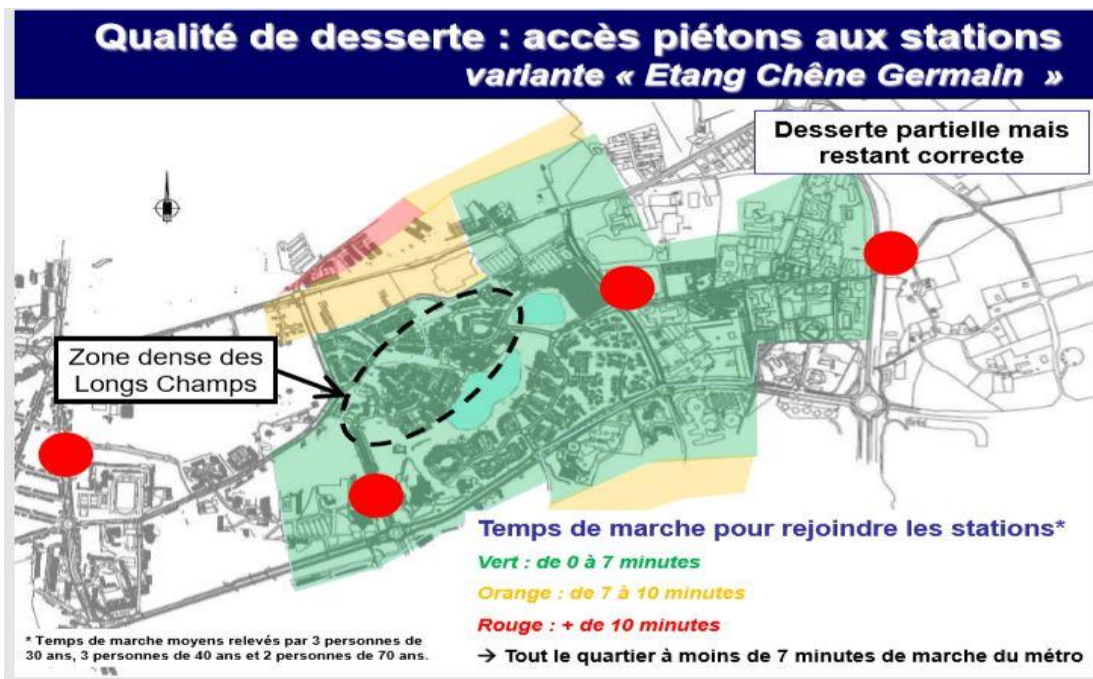 Qualité de desserte : accès piétons aux stations
variante « Etang Chêne Germain »
Desserte partielle mais
restant correcte
Zone dense des
Longs Champs
Temps de marche pour rejoindre les stations*
Vert : de 0 à 7 minutes
Orange : de 7 à 10 minutes
Rouge : + de 10 minutes
→ Tout le quartier à moins de 7 minutes de marche du métro
* Temps de marche moyens relevés par 3 personnes de
30 ans, 3 personnes de 40 ans et 2 personnes de 70 ans.